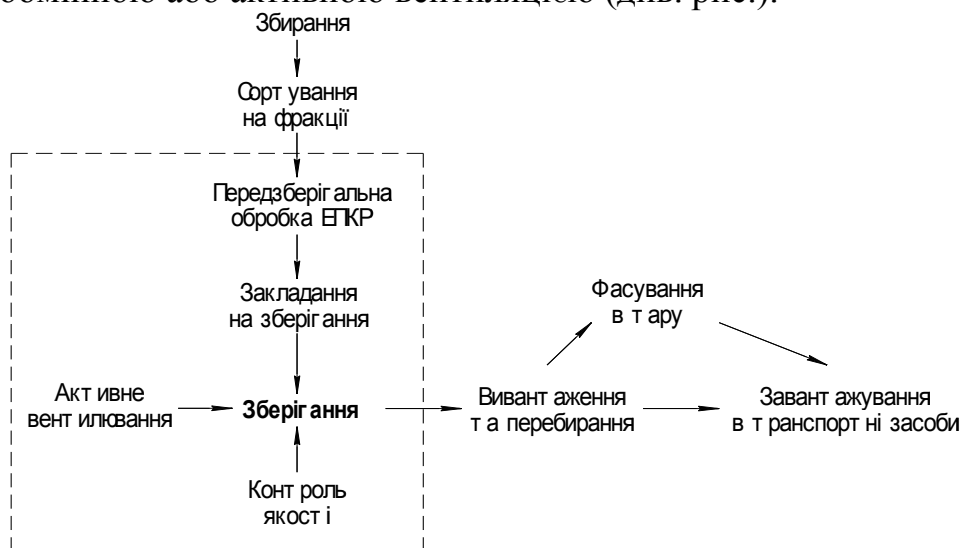 обмінною або активною вентиляцією (див. рис.).
Збирання
Сортування
на фракції
Передзберігальна
обробка ЕПКР
Закладання
на зберігання
Фасування
в тару
Активне
вентилювання
Зберігання
Вивантаження
та перебирання
Завантажування
в транспортні засоби
Контроль
якості